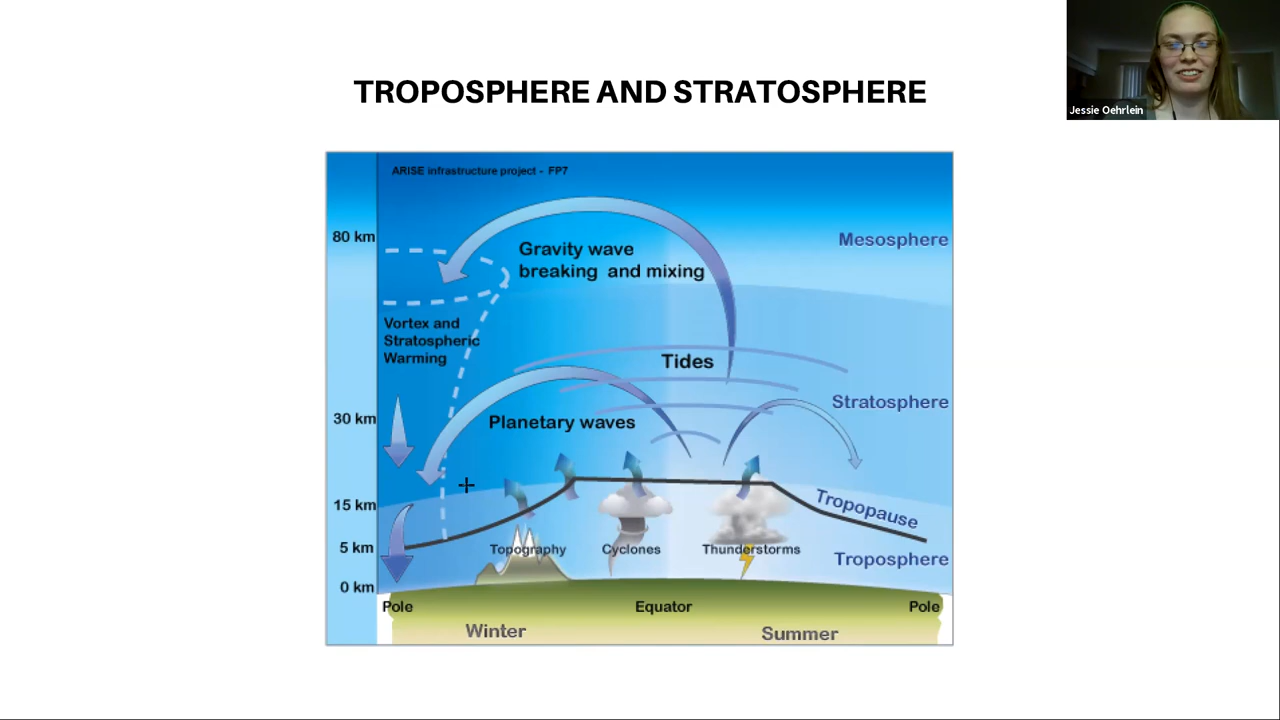 TROPOSPHERE AND STRATOSPHERE
Jessie Oehrlein
ARISE infrastructure project - FP7
80 km
Mesosphere
Gravity wave
breaking and mixing
Vortex and
Stratospheric
Warming
Tides
Stratosphere
30 km
Planetary waves
15 km
Tropopause
5 km
Topography
Cyclones
Thunderstorms
Troposphere
0 km
Pole
Equator
Pole
Winter
Summer